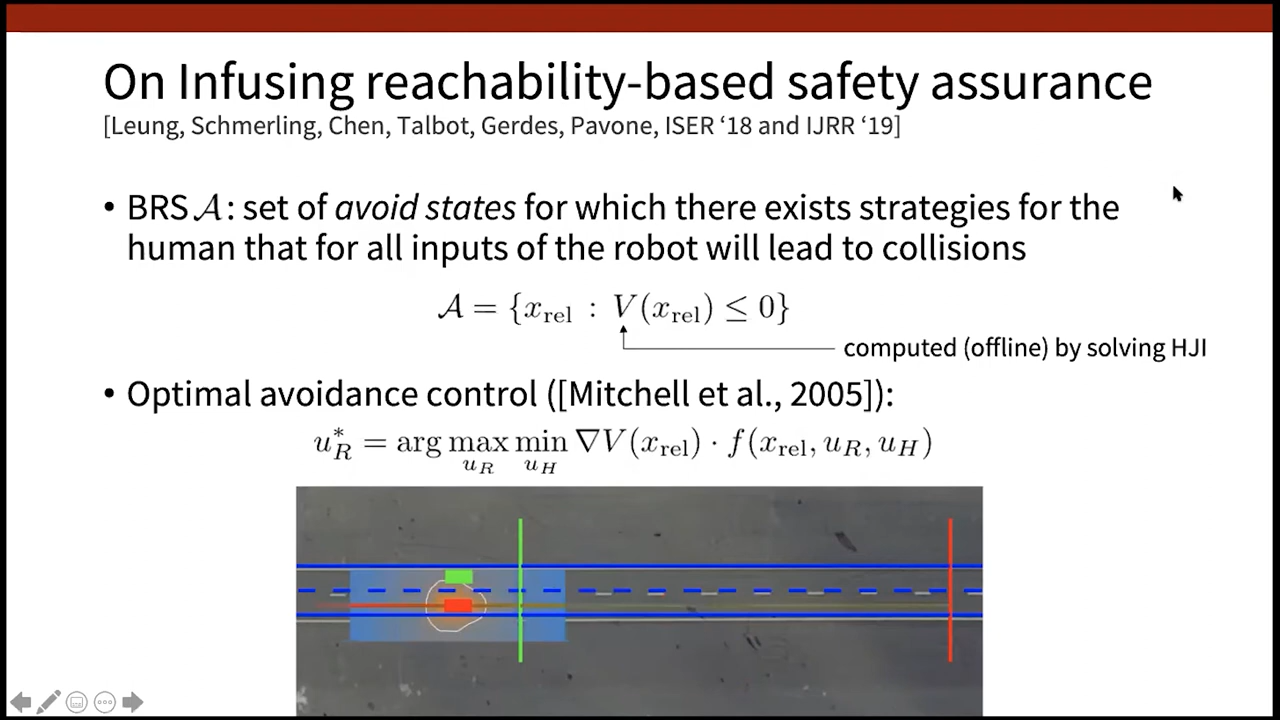 On Infusing reachability-based safety assurance
[Leung, Schmerling, Chen, Talbot, Gerdes, Pavone, ISER ‘18 and IJRR ‘19]
• BRS 𝒜: set of avoid states for which there exists strategies for the
human that for all inputs of the robot will lead to collisions
𝒜 = {x_rel : V(x_rel) ≤ 0}
computed (offline) by solving HJI
• Optimal avoidance control ([Mitchell et al., 2005]):
u*_R = arg max_{u_R} min_{u_H} ∇V(x_rel) · f(x_rel, u_R, u_H)